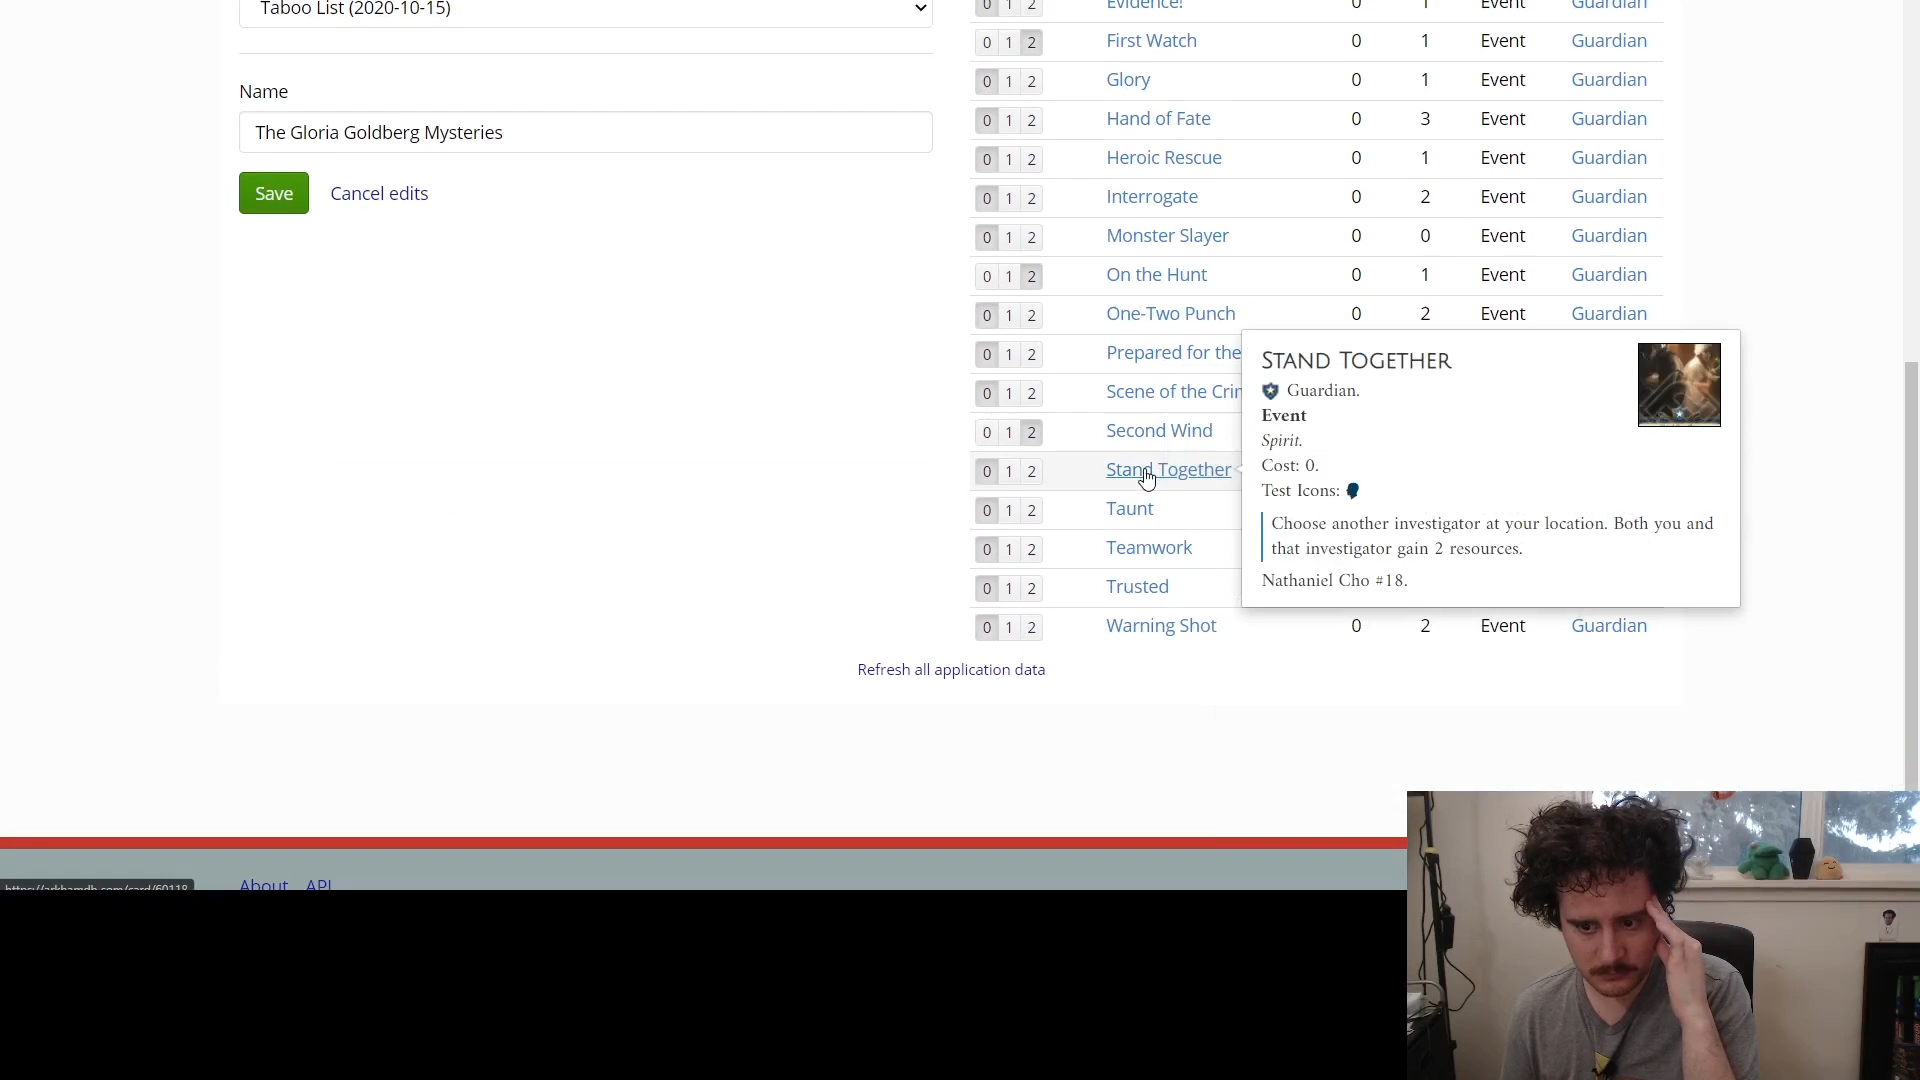 Taboo List (2020-10-15)
Name
The Gloria Goldberg Mysteries
Save Cancel edits
0 1 2 Evidence! 0 1 Event Guardian
0 1 2 First Watch 0 1 Event Guardian
0 1 2 Glory 0 1 Event Guardian
0 1 2 Hand of Fate 0 3 Event Guardian
0 1 2 Heroic Rescue 0 1 Event Guardian
0 1 2 Interrogate 0 2 Event Guardian
0 1 2 Monster Slayer 0 0 Event Guardian
0 1 2 On the Hunt 0 1 Event Guardian
0 1 2 One-Two Punch 0 2 Event Guardian
0 1 2 Prepared for the
0 1 2 Scene of the Crim
0 1 2 Second Wind
0 1 2 Stand Together
0 1 2 Taunt
0 1 2 Teamwork
0 1 2 Trusted
0 1 2 Warning Shot 0 2 Event Guardian
Stand Together
Guardian.
Event
Spirit.
Cost: 0.
Test Icons:
Choose another investigator at your location. Both you and
that investigator gain 2 resources.
Nathaniel Cho #18.
Refresh all application data
About API
https://arkhamdb.com/card/60118